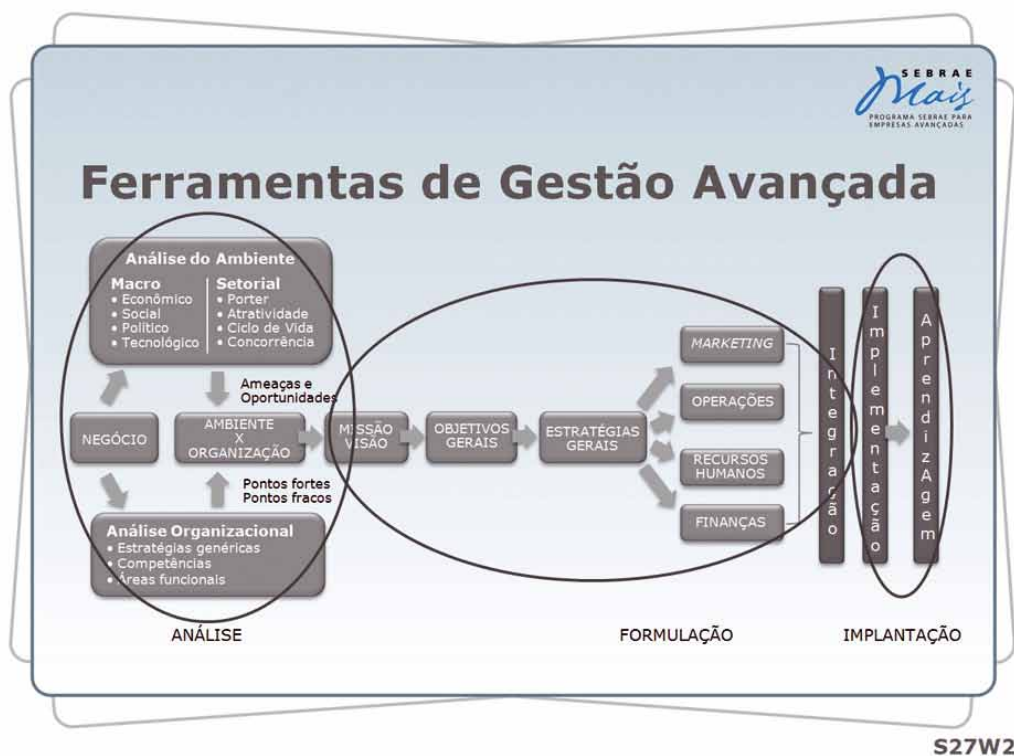 SEBRAE
Mais
PROGRAMA SEBRAE PARA
EMPRESAS AVANÇADAS
Ferramentas de Gestão Avançada
Análise do Ambiente
Macro
• Econômico
• Social
• Político
• Tecnológico
Setorial
• Porter
• Atratividade
• Ciclo de Vida
• Concorrência
Ameaças e
Oportunidades
NEGÓCIO
AMBIENTE
X
ORGANIZAÇÃO
MISSÃO
VISÃO
OBJETIVOS
GERAIS
ESTRATÉGIAS
GERAIS
MARKETING
OPERAÇÕES
RECURSOS
HUMANOS
FINANÇAS
Integração
Implementação
AprendizAgem
Pontos fortes
Pontos fracos
Análise Organizacional
• Estratégias genéricas
• Competências
• Áreas funcionais
ANÁLISE
FORMULAÇÃO
IMPLANTAÇÃO
S27W2